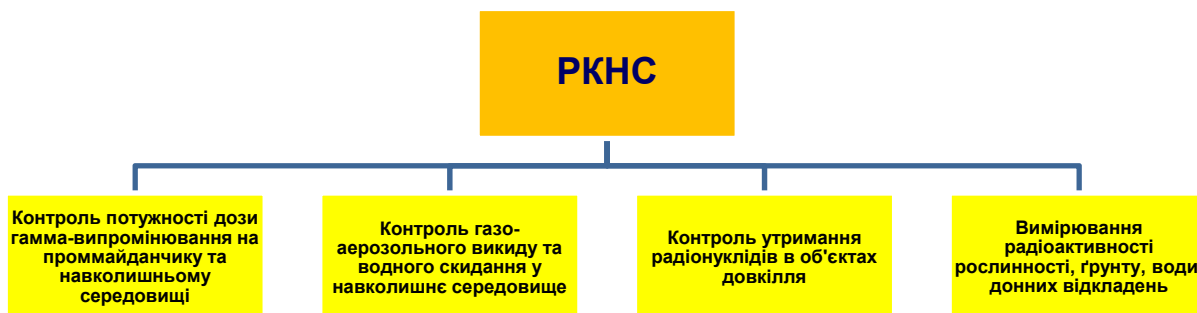 РКНС
Контроль потужності дози
гамма-випромінювання на
проммайданчику та
навколишньому
середовищі
Контроль газо-
аерозольного викиду та
водного скидання у
навколишнє середовище
Контроль утримання
радіонуклідів в об'єктах
довкілля
Вимірювання
радіоактивності
рослинності, ґрунту, води
донних відкладень